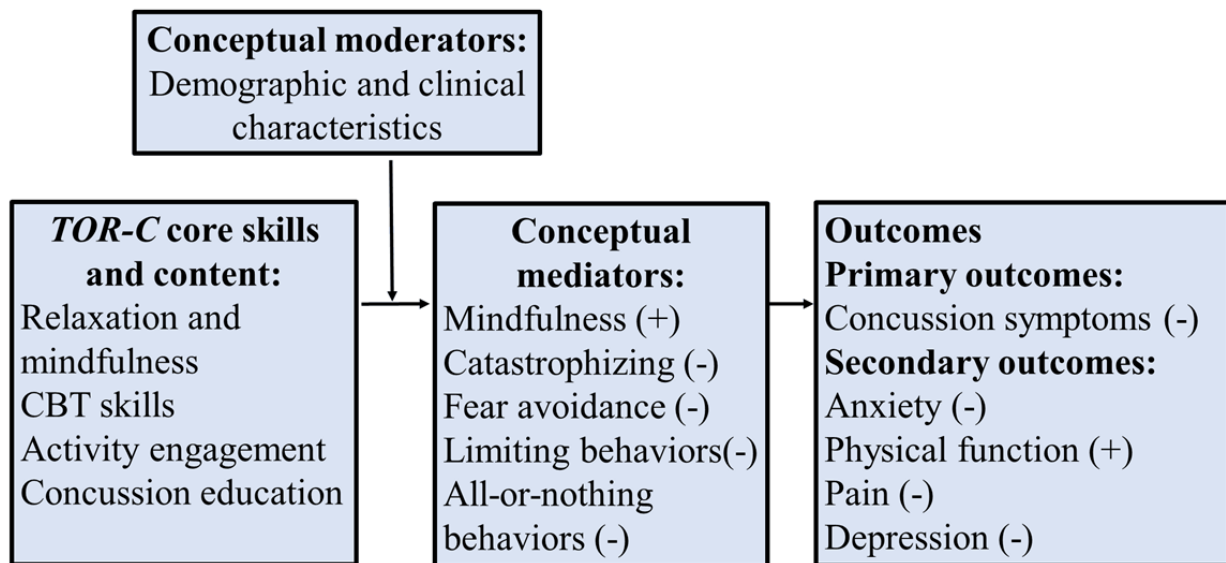 Conceptual moderators:
Demographic and clinical
characteristics
TOR-C core skills
and content:
Relaxation and
mindfulness
CBT skills
Activity engagement
Concussion education
Conceptual
mediators:
Mindfulness (+)
Catastrophizing (-)
Fear avoidance (-)
Limiting behaviors(-)
All-or-nothing
behaviors (-)
Outcomes
Primary outcomes:
Concussion symptoms (-)
Secondary outcomes:
Anxiety (-)
Physical function (+)
Pain (-)
Depression (-)